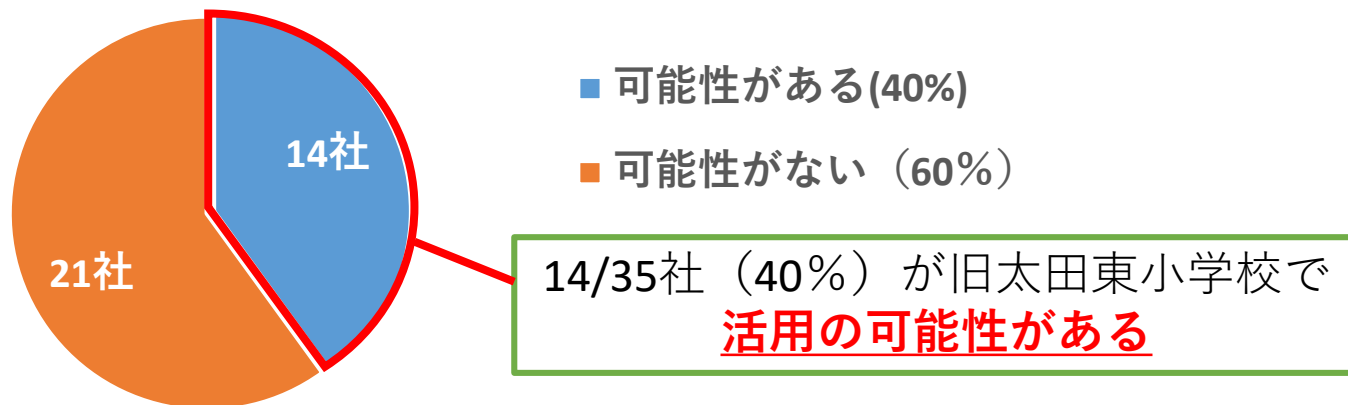 14社
21社
可能性がある(40%)
可能性がない（60％）
14/35社（40％）が旧太田東小学校で
活用の可能性がある